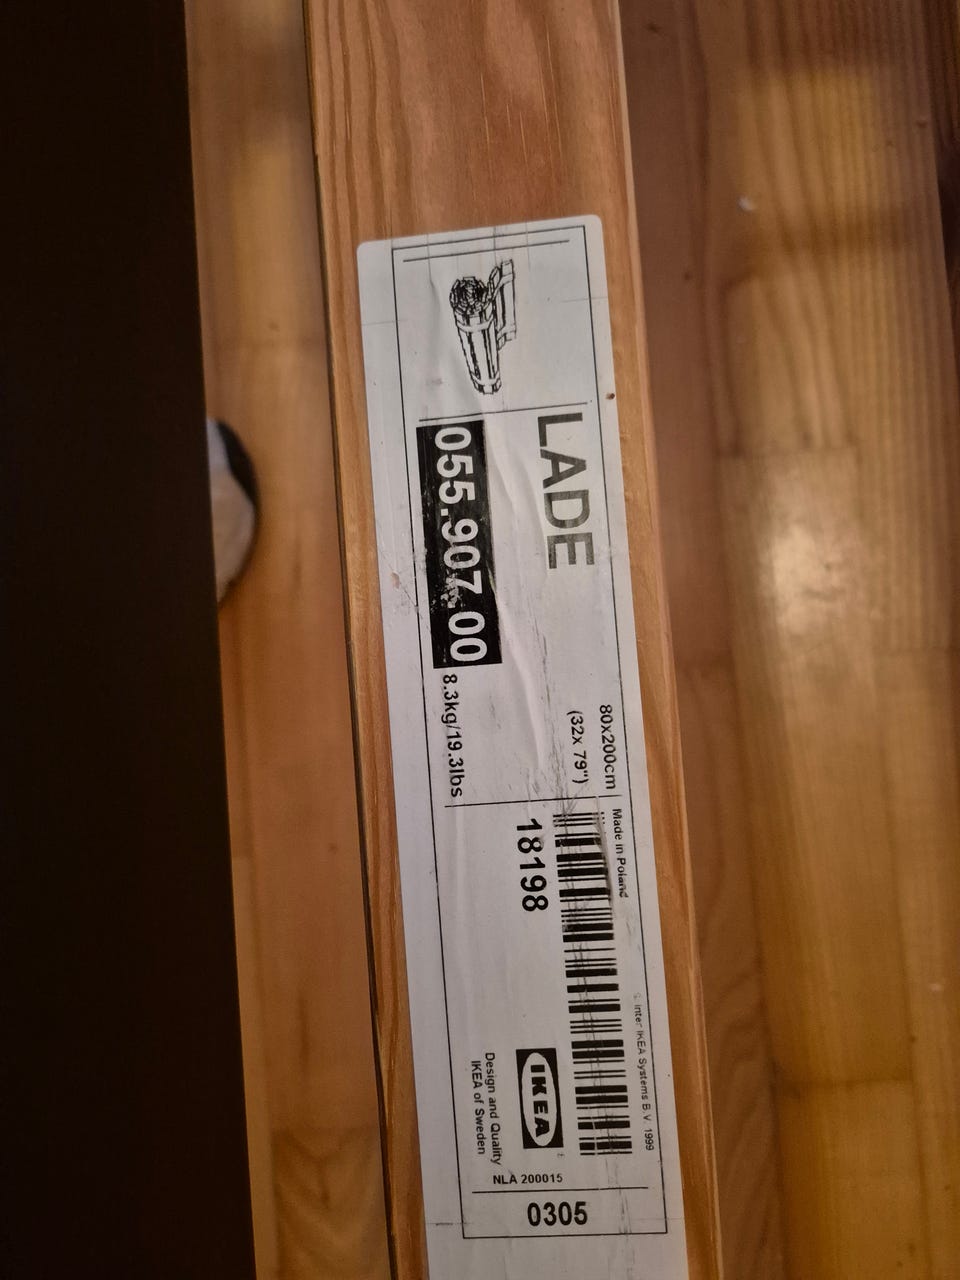 LADE
055.907.00
80x200cm
(32x 79")
8.3kg/19.3lbs
Made in Poland
18198
© Inter IKEA Systems B.V. 1999
IKEA
Design and Quality
IKEA of Sweden
NLA 200015
0305